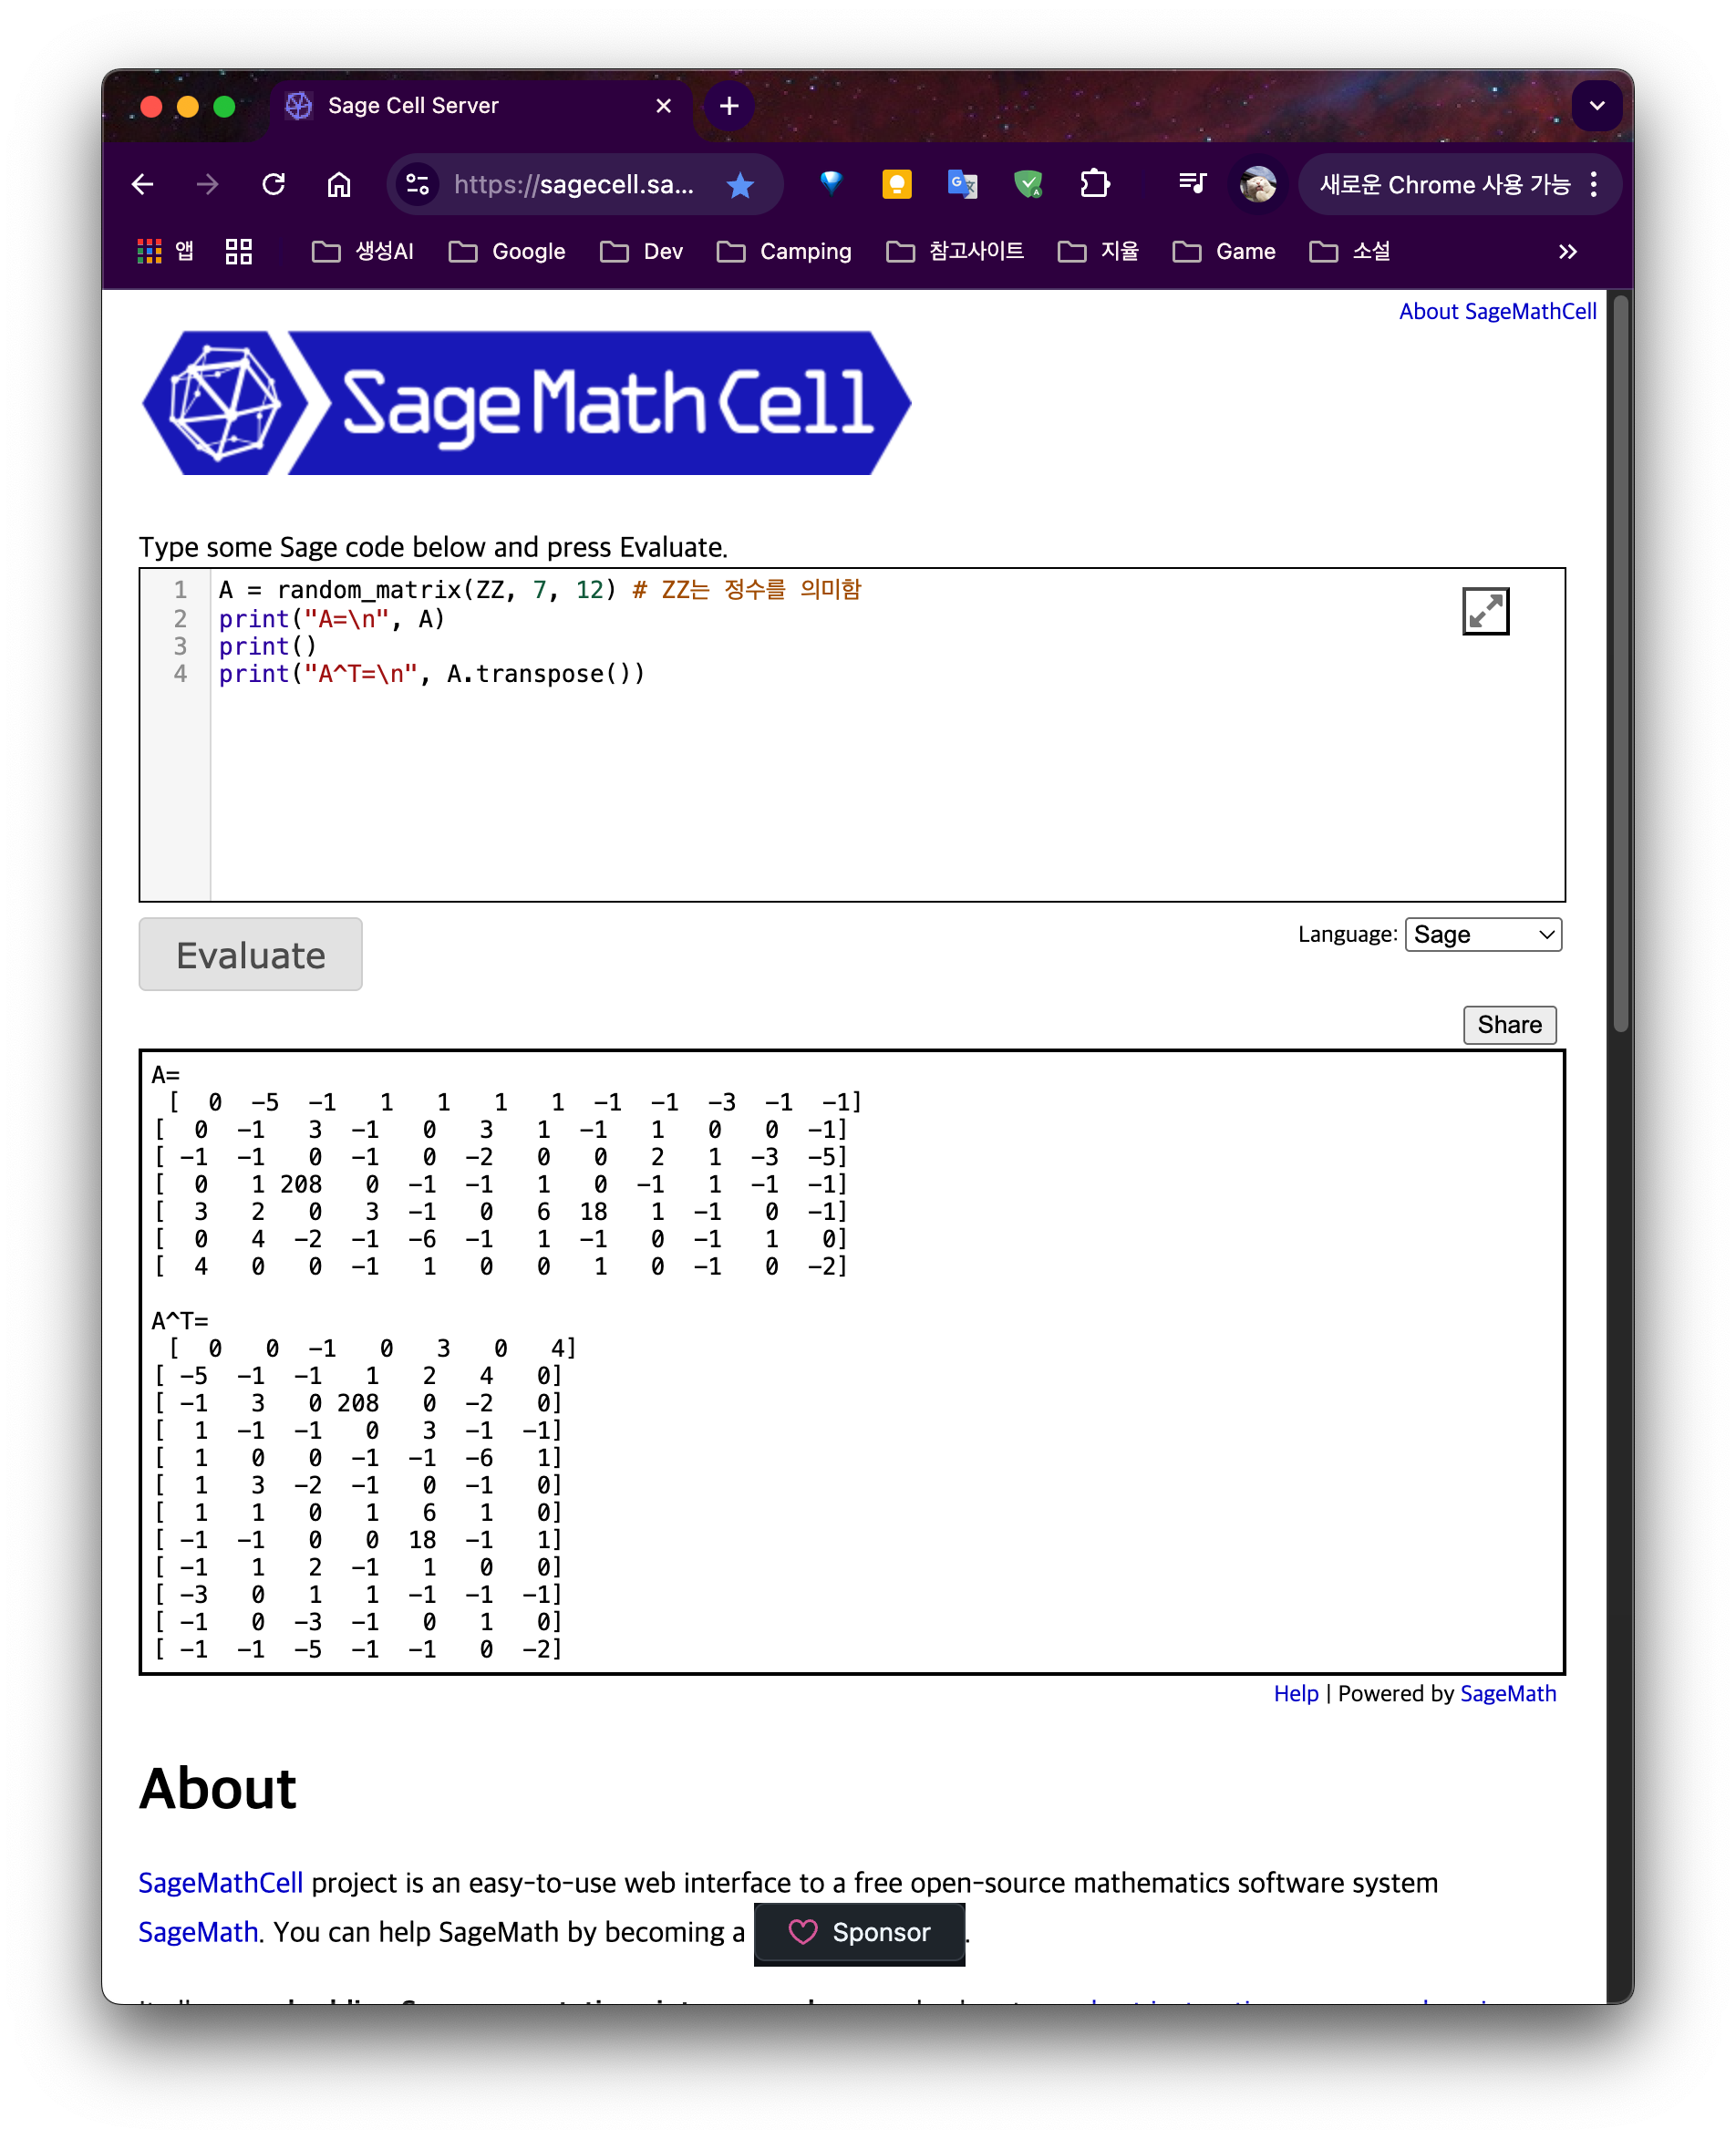 Sage Cell Server
https://sagecell.sa...
새로운 Chrome 사용 가능
앱 생성AI Google Dev Camping 참고사이트 지율 Game 소설
About SageMathCell
SageMathCell
Type some Sage code below and press Evaluate.
1 A = random_matrix(ZZ, 7, 12) # ZZ는 정수를 의미함
2 print("A=\n", A)
3 print()
4 print("A^T=\n", A.transpose())
Evaluate
Language: Sage
Share
A=
[ 0 -5 -1 1 1 1 1 -1 -1 -3 -1 -1]
[ 0 -1 3 -1 0 3 1 -1 1 0 0 -1]
[ -1 -1 0 -1 0 -2 0 0 2 1 -3 -5]
[ 0 1 208 0 -1 -1 1 0 -1 1 -1 -1]
[ 3 2 0 3 -1 0 6 18 1 -1 0 -1]
[ 0 4 -2 -1 -6 -1 1 -1 0 -1 1 0]
[ 4 0 0 -1 1 0 0 1 0 -1 0 -2]
A^T=
[ 0 0 -1 0 3 0 4]
[ -5 -1 -1 1 2 4 0]
[ -1 3 0 208 0 -2 0]
[ 1 -1 -1 0 3 -1 -1]
[ 1 0 0 -1 -1 -6 1]
[ 1 3 -2 -1 0 -1 0]
[ 1 1 0 1 6 1 0]
[ -1 -1 0 0 18 -1 1]
[ -1 1 2 -1 1 0 0]
[ -3 0 1 1 -1 -1 -1]
[ -1 0 -3 -1 0 1 0]
[ -1 -1 -5 -1 -1 0 -2]
Help | Powered by SageMath
About
SageMathCell project is an easy-to-use web interface to a free open-source mathematics software system
SageMath. You can help SageMath by becoming a Sponsor.